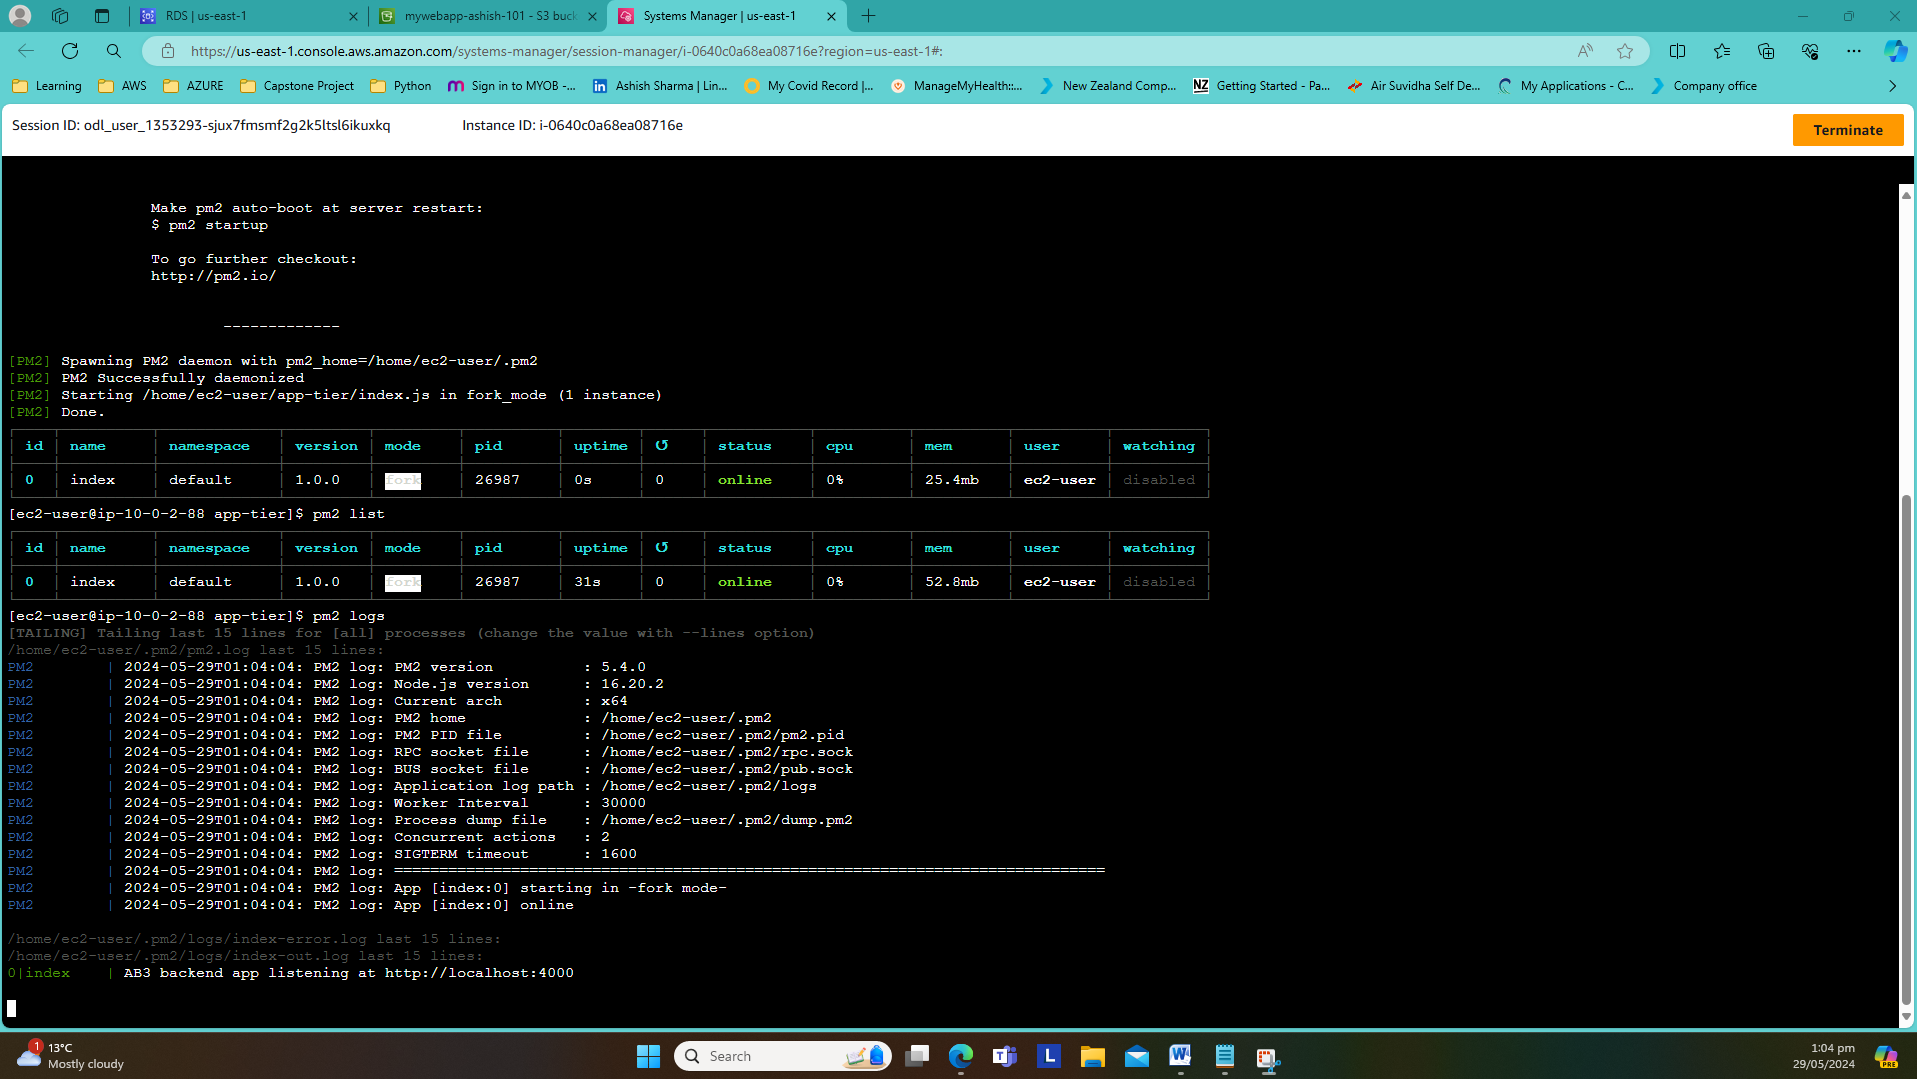 RDS | us-east-1
mywebapp-ashish-101 - S3 buck
Systems Manager | us-east-1
https://us-east-1.console.aws.amazon.com/systems-manager/session-manager/i-0640c0a68ea08716e?region=us-east-1#:
Learning AWS AZURE Capstone Project Python Sign in to MYOB -... Ashish Sharma | Lin... My Covid Record |... ManageMyHealth::... New Zealand Comp... NZ Getting Started - Pa... Air Suvidha Self De... My Applications - C... Company office
Session ID: odl_user_1353293-sjux7fmsmf2g2k5ltsl6ikuxkq Instance ID: i-0640c0a68ea08716e Terminate
Make pm2 auto-boot at server restart:
$ pm2 startup
To go further checkout:
http://pm2.io/
-------------
[PM2] Spawning PM2 daemon with pm2_home=/home/ec2-user/.pm2
[PM2] PM2 Successfully daemonized
[PM2] Starting /home/ec2-user/app-tier/index.js in fork_mode (1 instance)
[PM2] Done.
id | name | namespace | version | mode | pid | uptime | ↺ | status | cpu | mem | user | watching
0 | index | default | 1.0.0 | fork | 26987 | 0s | 0 | online | 0% | 25.4mb | ec2-user | disabled
[ec2-user@ip-10-0-2-88 app-tier]$ pm2 list
id | name | namespace | version | mode | pid | uptime | ↺ | status | cpu | mem | user | watching
0 | index | default | 1.0.0 | fork | 26987 | 31s | 0 | online | 0% | 52.8mb | ec2-user | disabled
[ec2-user@ip-10-0-2-88 app-tier]$ pm2 logs
[TAILING] Tailing last 15 lines for [all] processes (change the value with --lines option)
/home/ec2-user/.pm2/pm2.log last 15 lines:
PM2 | 2024-05-29T01:04:04: PM2 log: PM2 version : 5.4.0
PM2 | 2024-05-29T01:04:04: PM2 log: Node.js version : 16.20.2
PM2 | 2024-05-29T01:04:04: PM2 log: Current arch : x64
PM2 | 2024-05-29T01:04:04: PM2 log: PM2 home : /home/ec2-user/.pm2
PM2 | 2024-05-29T01:04:04: PM2 log: PM2 PID file : /home/ec2-user/.pm2/pm2.pid
PM2 | 2024-05-29T01:04:04: PM2 log: RPC socket file : /home/ec2-user/.pm2/rpc.sock
PM2 | 2024-05-29T01:04:04: PM2 log: BUS socket file : /home/ec2-user/.pm2/pub.sock
PM2 | 2024-05-29T01:04:04: PM2 log: Application log path : /home/ec2-user/.pm2/logs
PM2 | 2024-05-29T01:04:04: PM2 log: Worker Interval : 30000
PM2 | 2024-05-29T01:04:04: PM2 log: Process dump file : /home/ec2-user/.pm2/dump.pm2
PM2 | 2024-05-29T01:04:04: PM2 log: Concurrent actions : 2
PM2 | 2024-05-29T01:04:04: PM2 log: SIGTERM timeout : 1600
PM2 | 2024-05-29T01:04:04: PM2 log: ===============================================================================
PM2 | 2024-05-29T01:04:04: PM2 log: App [index:0] starting in -fork mode-
PM2 | 2024-05-29T01:04:04: PM2 log: App [index:0] online
/home/ec2-user/.pm2/logs/index-error.log last 15 lines:
/home/ec2-user/.pm2/logs/index-out.log last 15 lines:
0|index | AB3 backend app listening at http://localhost:4000
1
13°C
Mostly cloudy
Search
1:04 pm
29/05/2024
PRE